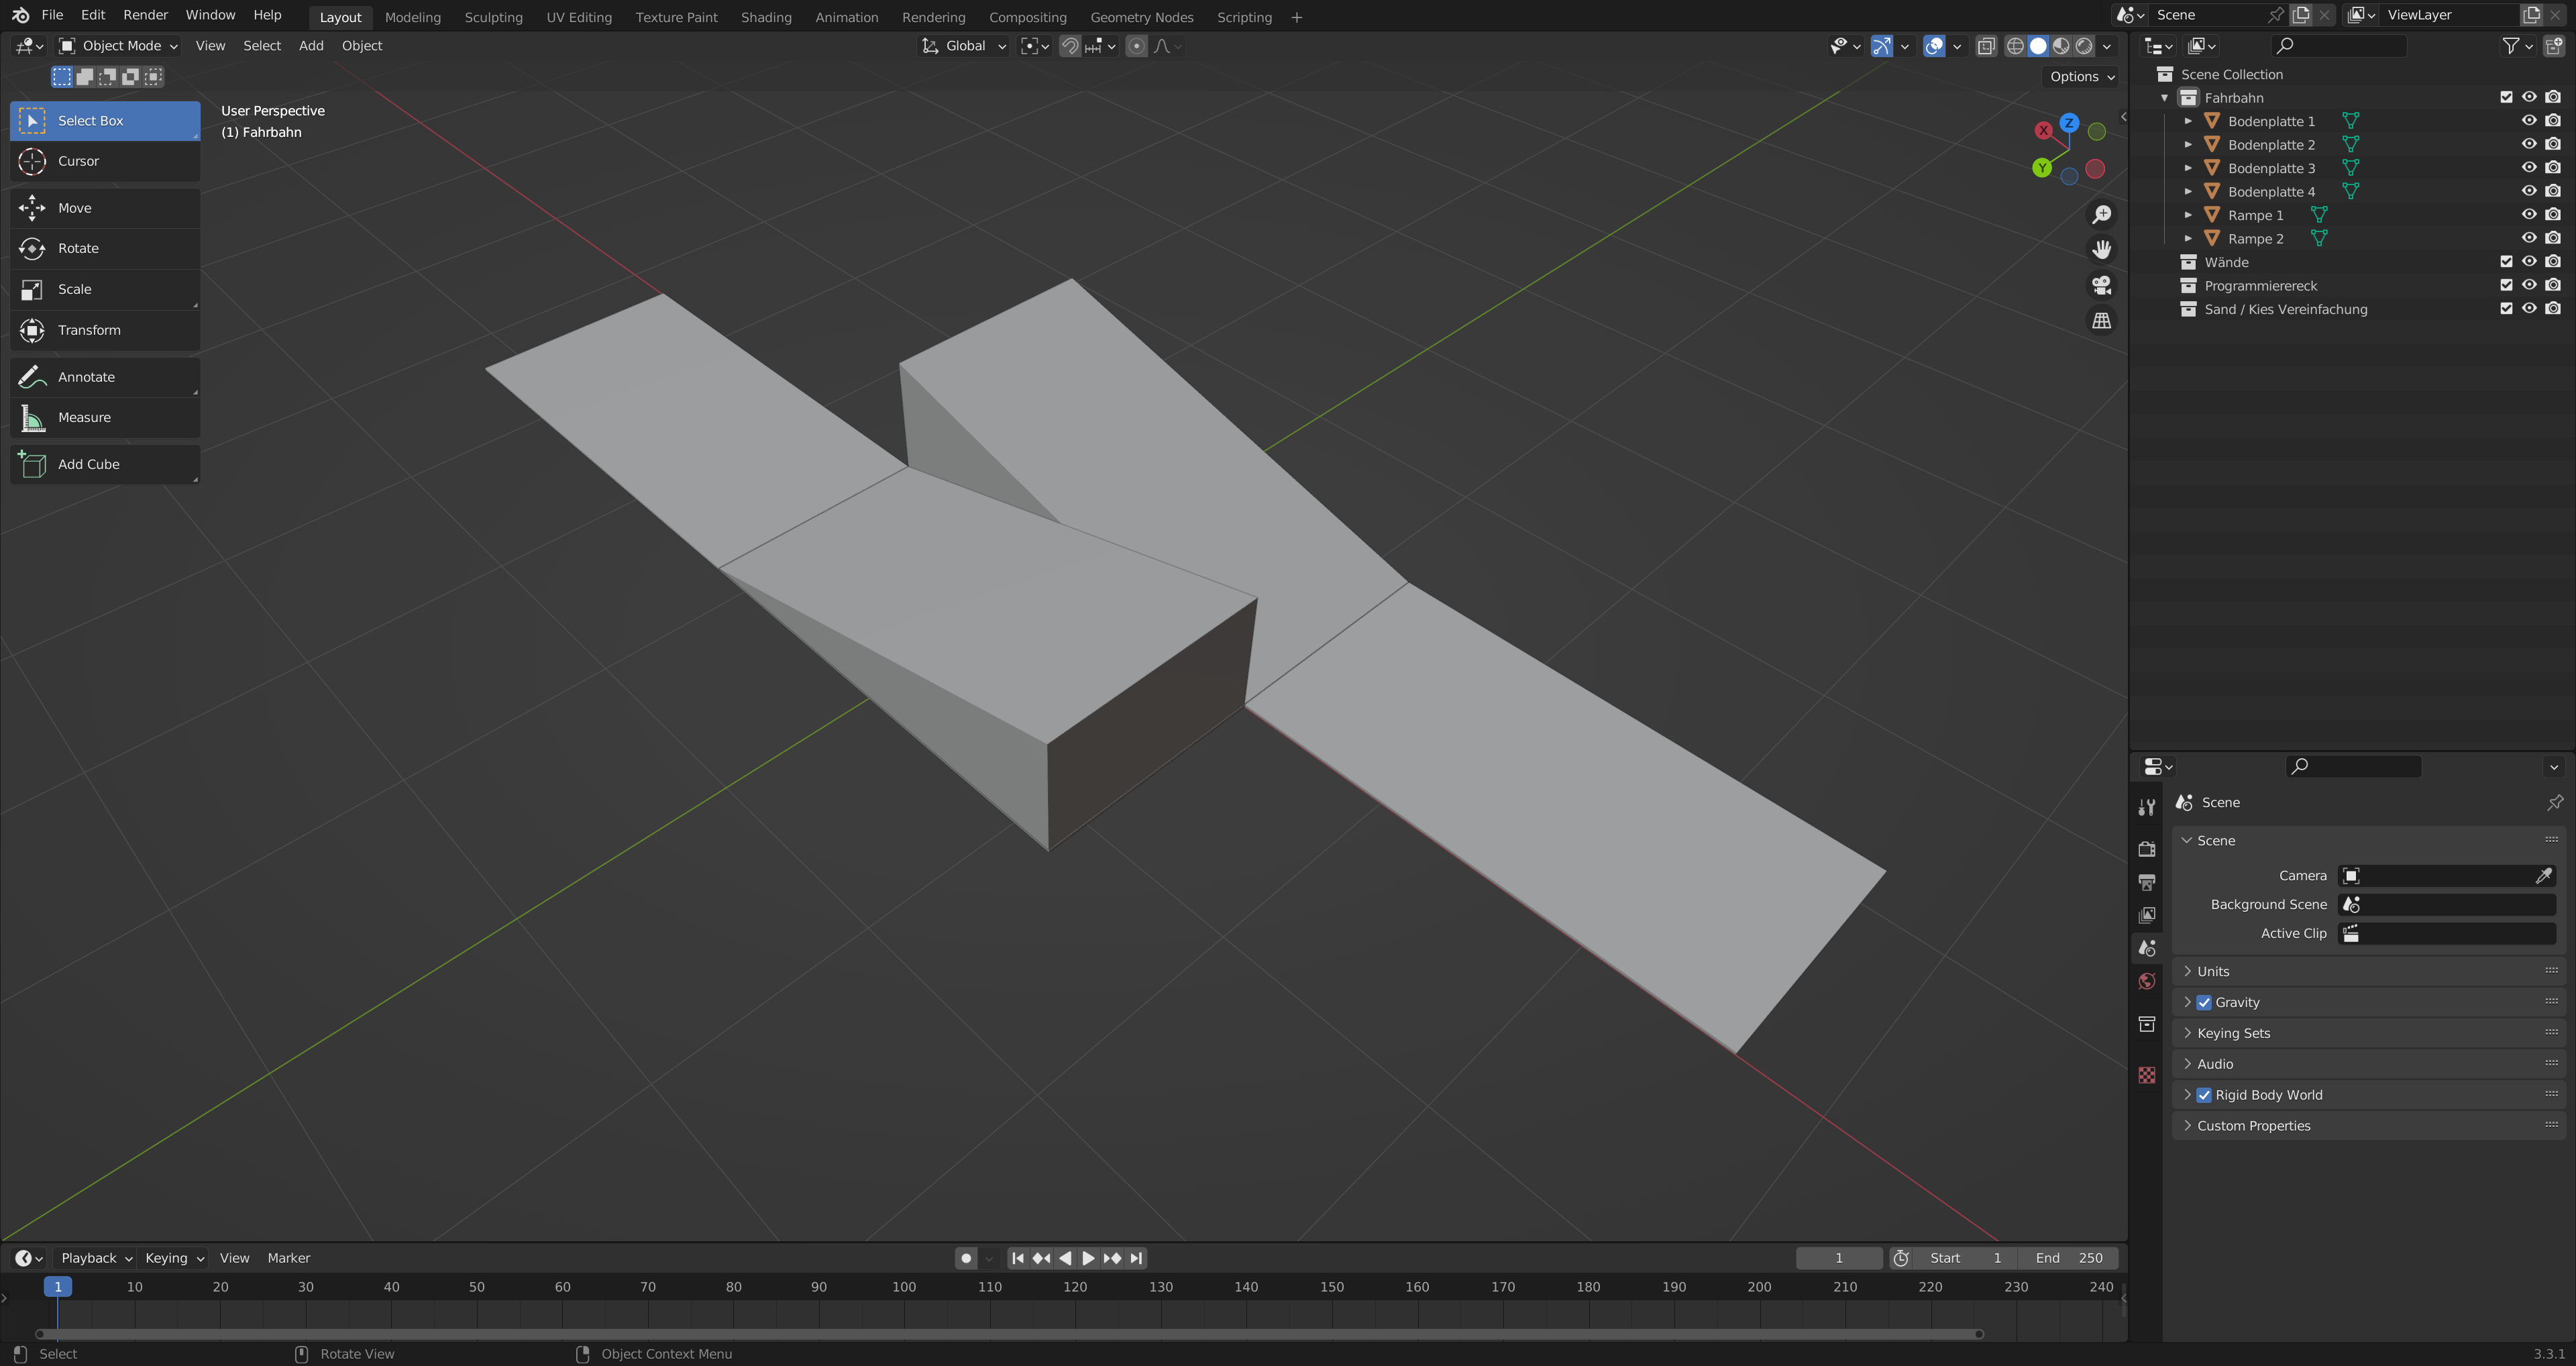 File Edit Render Window Help Layout Modeling Sculpting UV Editing Texture Paint Shading Animation Rendering Compositing Geometry Nodes Scripting + Scene ViewLayer
Object Mode View Select Add Object Global
Options
Select Box
Cursor
Move
Rotate
Scale
Transform
Annotate
Measure
Add Cube
User Perspective
(1) Fahrbahn
X
Y
Z
Scene Collection
Fahrbahn
Bodenplatte 1
Bodenplatte 2
Bodenplatte 3
Bodenplatte 4
Rampe 1
Rampe 2
Wände
Programmierereck
Sand / Kies Vereinfachung
Scene
Scene
Camera
Background Scene
Active Clip
Units
Gravity
Keying Sets
Audio
Rigid Body World
Custom Properties
Playback Keying View Marker 1 Start 1 End 250
1 10 20 30 40 50 60 70 80 90 100 110 120 130 140 150 160 170 180 190 200 210 220 230 240
Select Rotate View Object Context Menu 3.3.1